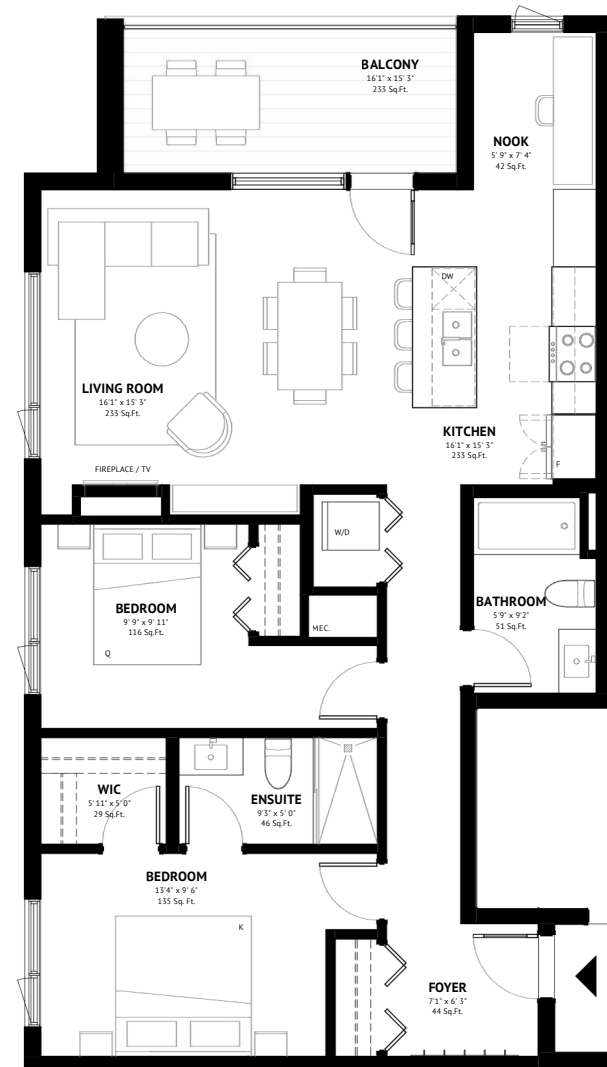 BALCONY
16'1" x 15' 3"
233 Sq.Ft.
NOOK
5' 9" x 7' 4"
42 Sq.Ft.
DW
LIVING ROOM
16'1" x 15' 3"
233 Sq.Ft.
KITCHEN
16'1" x 15' 3"
233 Sq.Ft.
F
FIREPLACE / TV
W/D
BEDROOM
9' 9" x 9' 11"
116 Sq.Ft.
Q
MEC.
BATHROOM
5'9" x 9'2"
51 Sq.Ft.
WIC
5' 11" x 5' 0"
29 Sq.Ft.
ENSUITE
9'3" x 5' 0"
46 Sq.Ft.
BEDROOM
13'4" x 9' 6"
135 Sq. Ft.
K
FOYER
7'1" x 6' 3"
44 Sq.Ft.